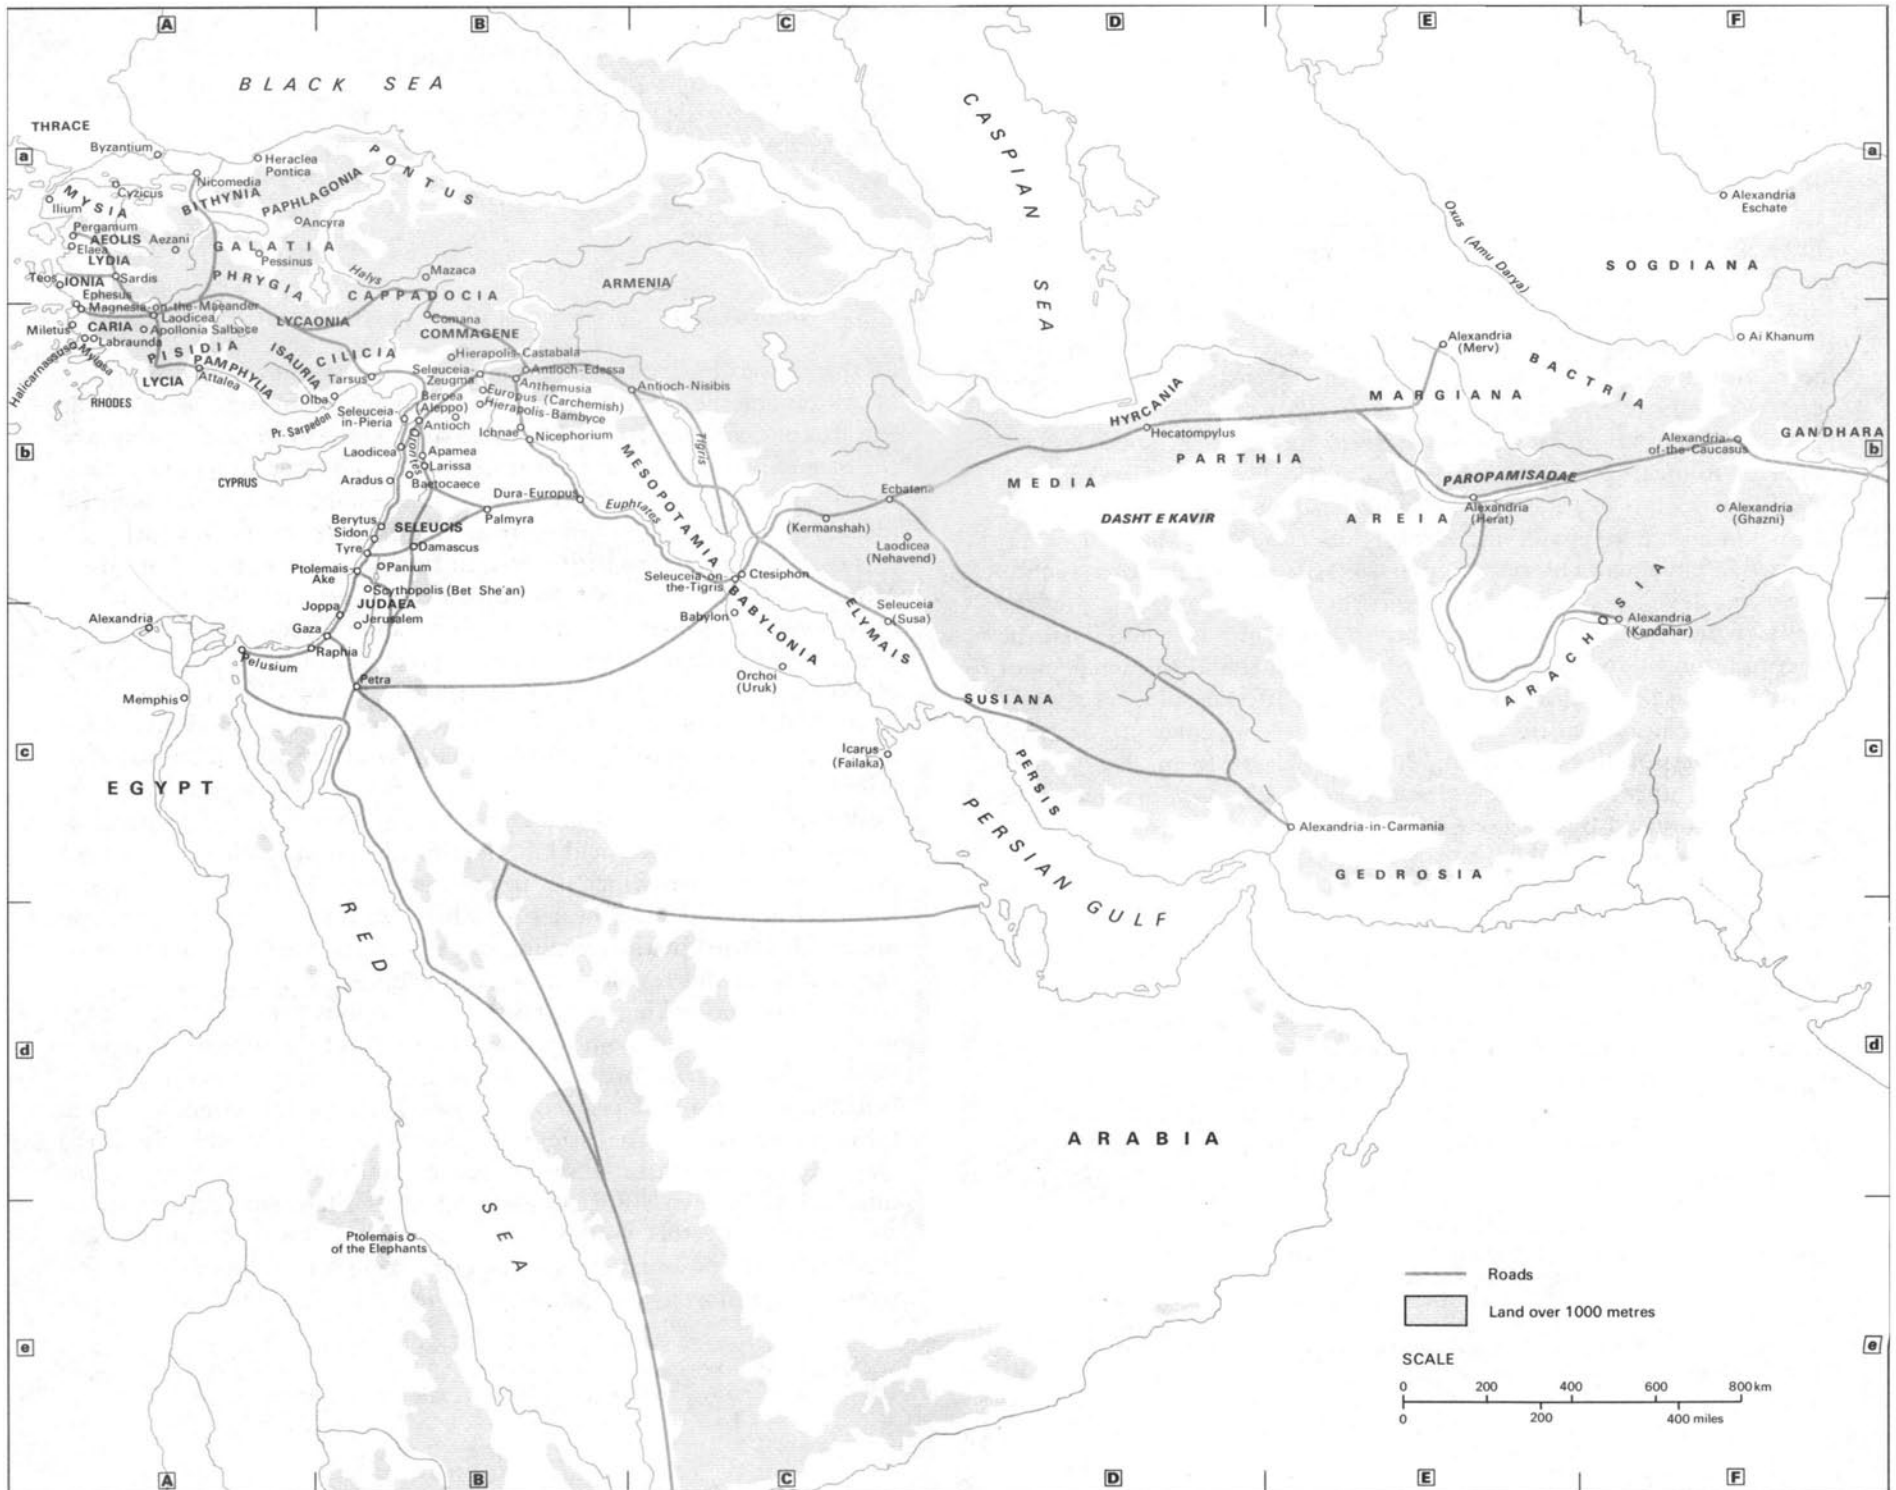 A B C D E F
BLACK SEA
CASPIAN SEA
THRACE
Byzantium
Heraclea
Pontica
PONTUS
a
a
Nicomedia
Cyzicus
MYSIA
BITHYNIA
PAPHLAGONIA
Ilium
Ancyra
Alexandria
Eschate
Oxus (Amu Darya)
Pergamum
AEOLIS
Aezani
Elaea
GALATIA
Pessinus
LYDIA
SOGDIANA
Teos
IONIA
Sardis
PHRYGIA
Halys
Mazaca
ARMENIA
CAPPADOCIA
Ephesus
Magnesia-on-the-Maeander
Laodicea
LYCAONIA
Comana
COMMAGENE
Miletus
CARIA
Apollonia Salbace
Labraunda
Halicarnassus
Mylasa
PISIDIA
ISAURIA
CILICIA
PAMPHYLIA
Attalea
LYCIA
RHODES
Tarsus
Olba
Pr. Sarpedon
Hierapolis-Castabala
Seleuceia-
Zeugma
Antioch-Edessa
Anthemusia
Europus (Carchemish)
Hierapolis-Bambyce
Antioch-Nisibis
Alexandria
(Merv)
Ai Khanum
BACTRIA
MARGIANA
HYRCANIA
Hecatompylus
Beroea
(Aleppo)
Seleuceia-
in-Pieria
Antioch
Ichnae
Nicephorium
Tigris
b
b
Laodicea
Orontes
Apamea
Larissa
MESOPOTAMIA
PARTHIA
Alexandria-
of-the-Caucasus
GANDHARA
CYPRUS
Aradus
Baetocaece
MEDIA
PAROPAMISADAE
Dura-Europus
Euphrates
Ecbatana
Palmyra
Berytus
SELEUCIS
Sidon
Tyre
Damascus
(Kermanshah)
DASHT E KAVIR
AREIA
Alexandria
(Herat)
Alexandria
(Ghazni)
Laodicea
(Nehavend)
Ptolemais-
Ake
Panium
Scythopolis (Bet She'an)
Seleuceia-on-
the-Tigris
Ctesiphon
Joppa
JUDAEA
Jerusalem
Babylon
BABYLONIA
ELYMAIS
Seleuceia
(Susa)
Alexandria
(Kandahar)
ARACHOSIA
Alexandria
Gaza
Raphia
Pelusium
Petra
Orchoi
(Uruk)
Memphis
SUSIANA
c
c
Icarus
(Failaka)
PERSIS
EGYPT
PERSIAN GULF
Alexandria-in-Carmania
GEDROSIA
RED SEA
d
d
ARABIA
Ptolemais
of the Elephants
Roads
Land over 1000 metres
e
e
SCALE
0 200 400 600 800 km
0 200 400 miles
A B C D E F